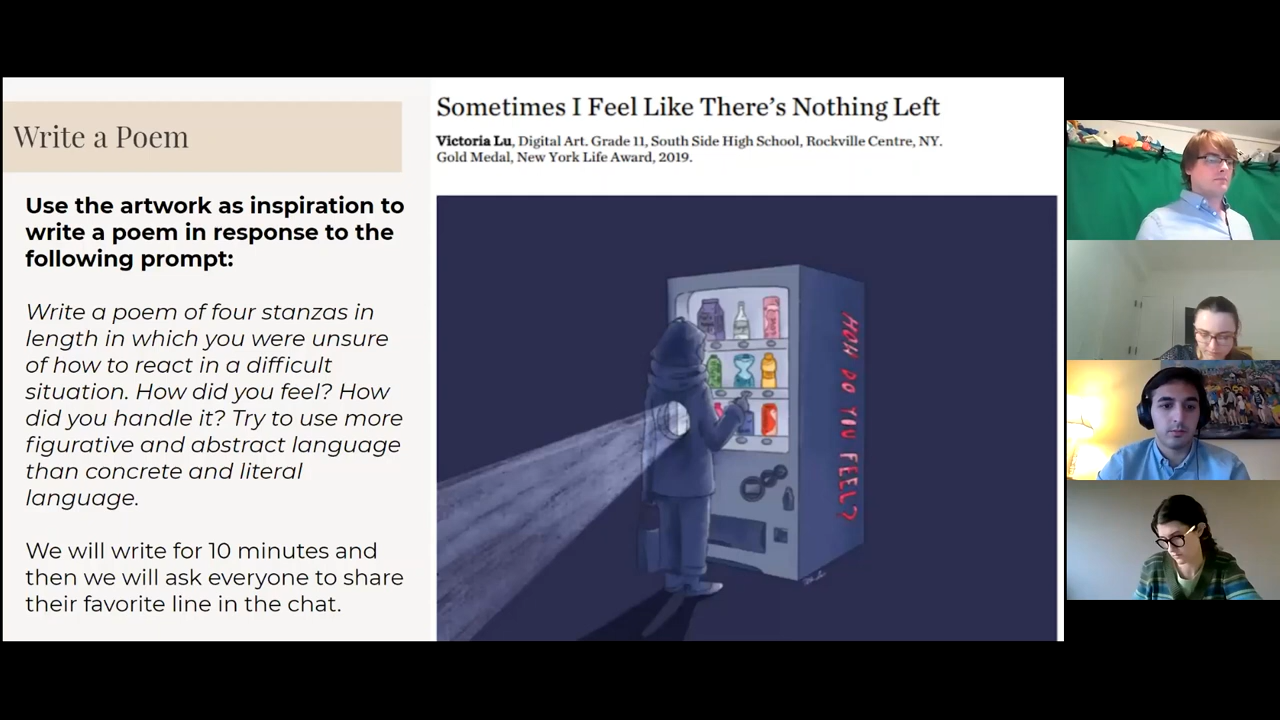 Write a Poem
Use the artwork as inspiration to
write a poem in response to the
following prompt:
Write a poem of four stanzas in
length in which you were unsure
of how to react in a difficult
situation. How did you feel? How
did you handle it? Try to use more
figurative and abstract language
than concrete and literal
language.
We will write for 10 minutes and
then we will ask everyone to share
their favorite line in the chat.
Sometimes I Feel Like There’s Nothing Left
Victoria Lu, Digital Art. Grade 11, South Side High School, Rockville Centre, NY.
Gold Medal, New York Life Award, 2019.
HOW DO YOU FEEL?